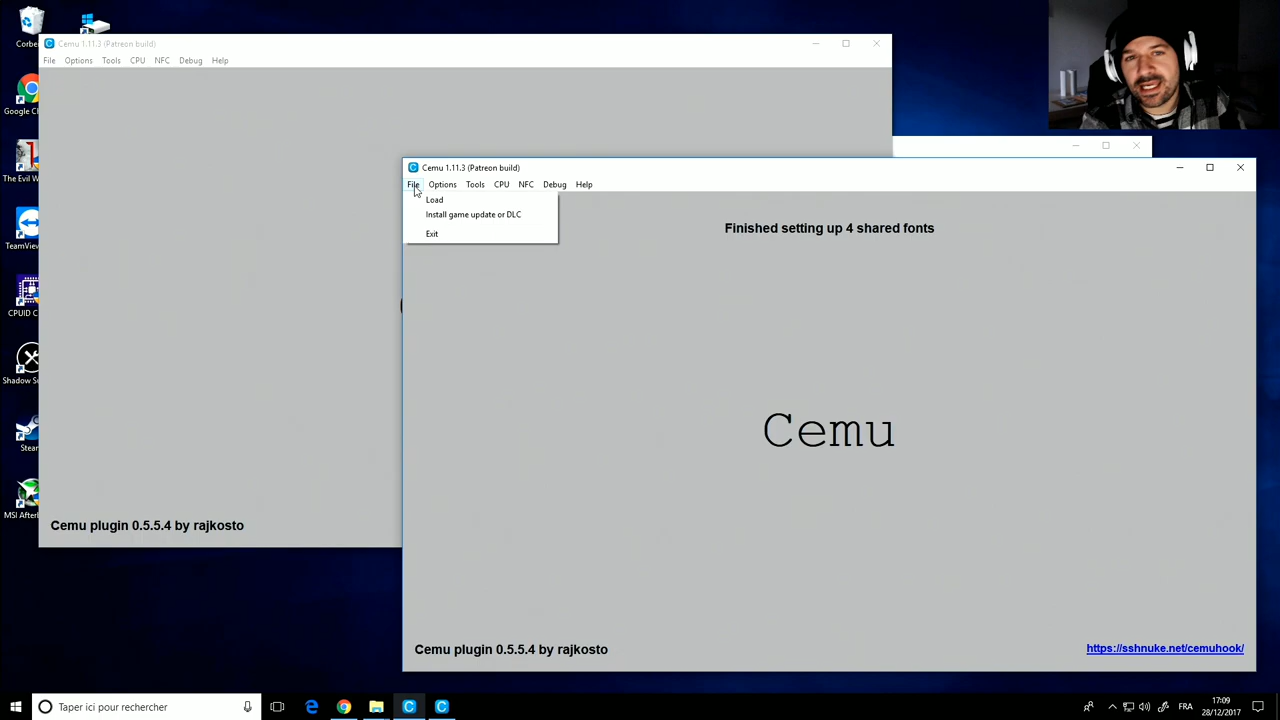 Corbe
Google Cl
The Evil W
TeamView
CPUID C
Shadow S
Steam
MSI Afterl
Cemu 1.11.3 (Patreon build)
File Options Tools CPU NFC Debug Help
Cemu plugin 0.5.5.4 by rajkosto
Cemu 1.11.3 (Patreon build)
File Options Tools CPU NFC Debug Help
Load
Install game update or DLC
Exit
Finished setting up 4 shared fonts
Cemu
Cemu plugin 0.5.5.4 by rajkosto
https://sshnuke.net/cemuhook/
Taper ici pour rechercher
FRA
17:09
28/12/2017